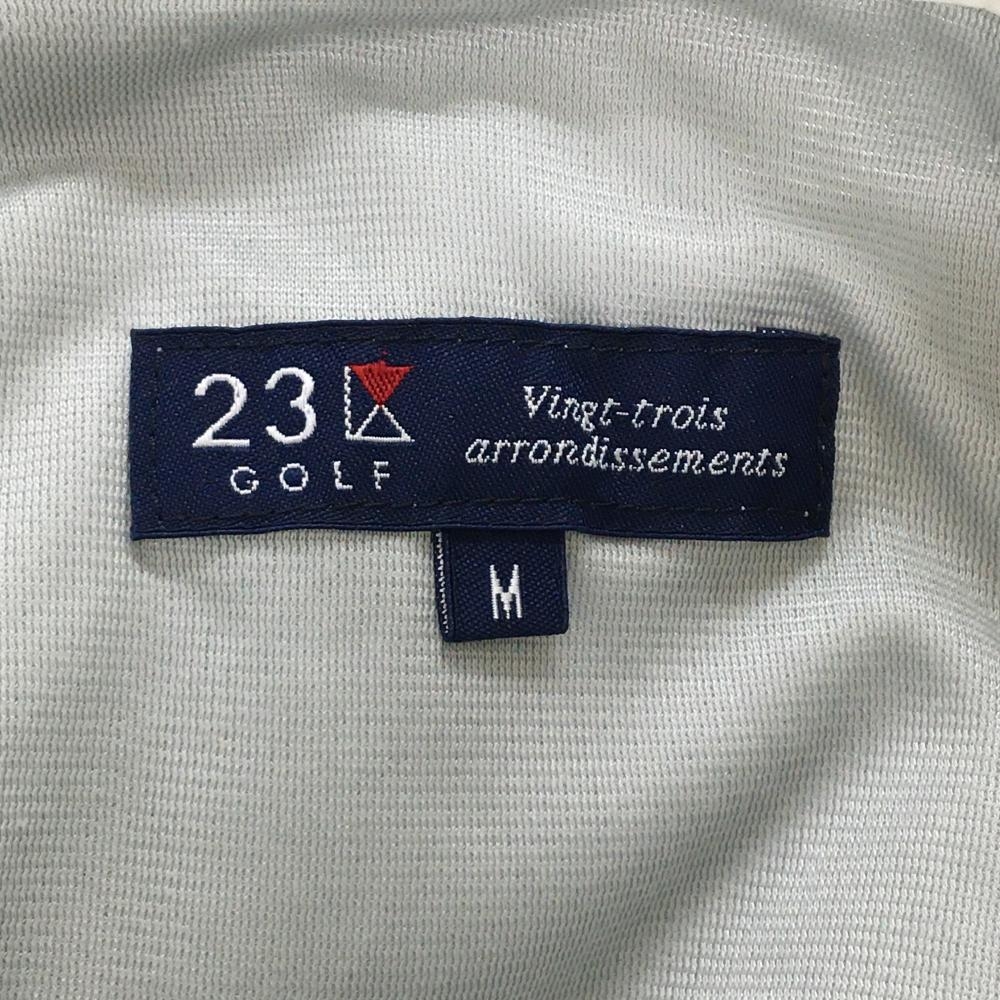 23
GOLF
Vingt-trois
arrondissements
M